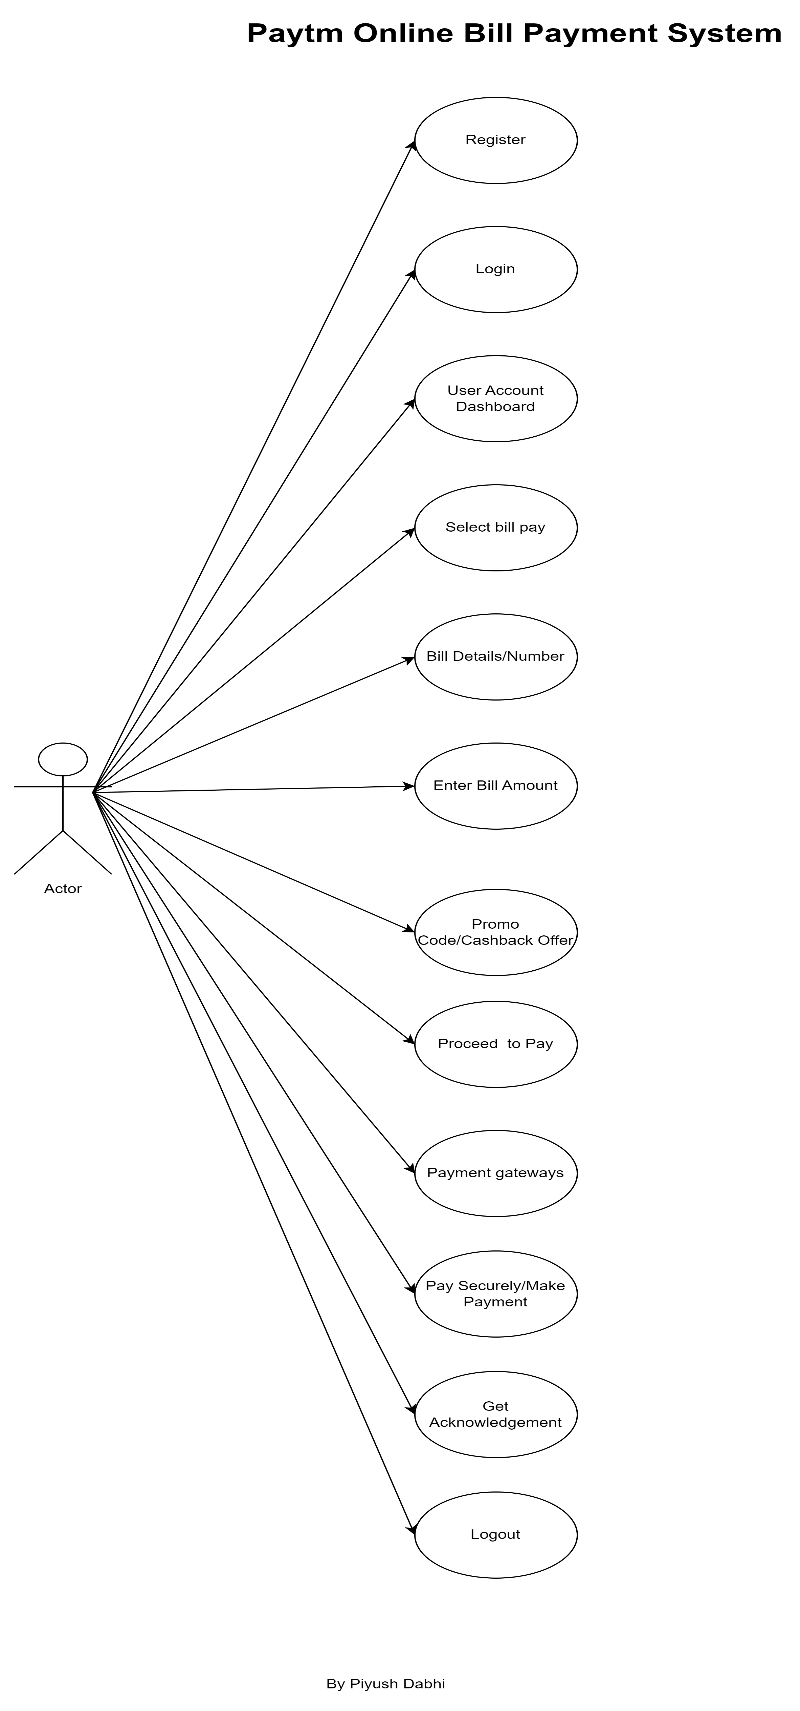 Paytm Online Bill Payment System
Register
Login
User Account
Dashboard
Select bill pay
Bill Details/Number
Enter Bill Amount
Actor
Promo
Code/Cashback Offer
Proceed  to Pay
Payment gateways
Pay Securely/Make
Payment
Get
Acknowledgement
Logout
By Piyush Dabhi